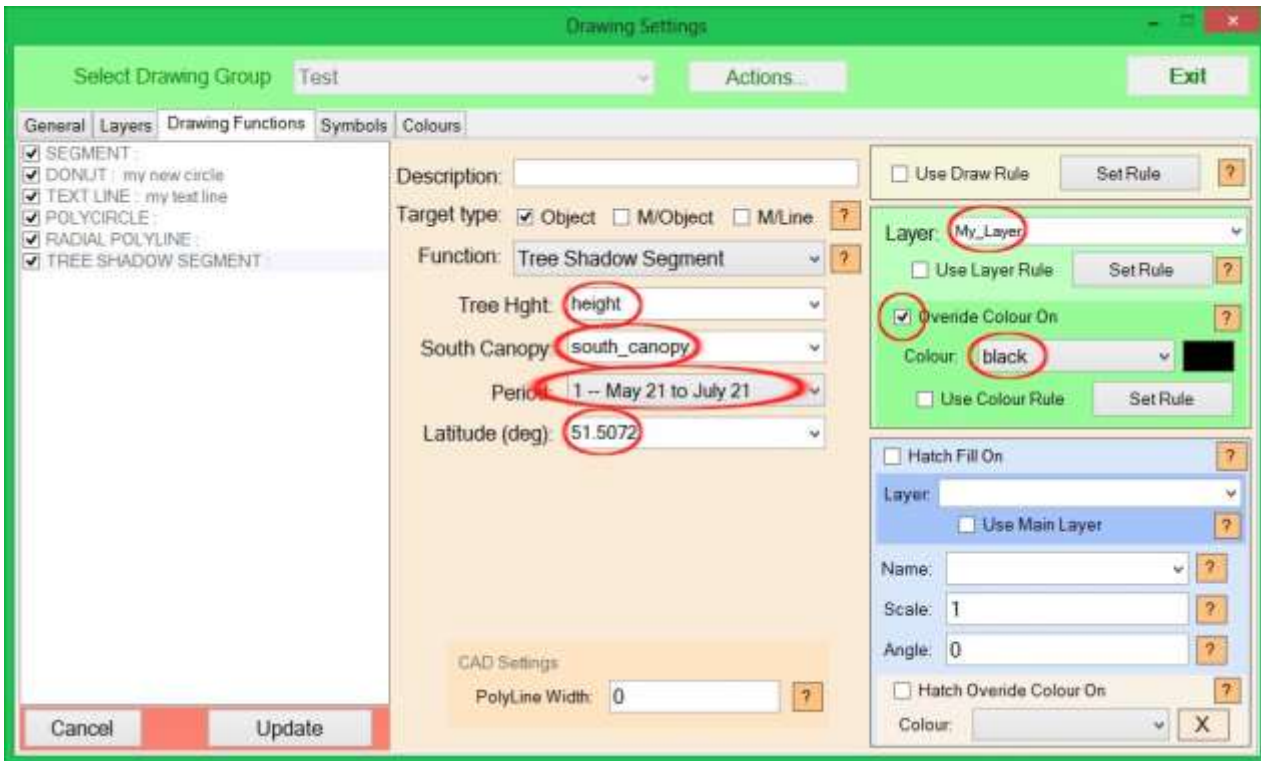 Drawing Settings
Select Drawing Group Test Actions... Exit
General Layers Drawing Functions Symbols Colours
SEGMENT :
DONUT : my new circle
TEXT LINE : my text line
POLYCIRCLE :
RADIAL POLYLINE :
TREE SHADOW SEGMENT :
Cancel Update
Description:
Target type: Object M/Object M/Line ?
Function: Tree Shadow Segment ?
Tree Hght: height
South Canopy: south_canopy
Period: 1 -- May 21 to July 21
Latitude (deg): 51.5072
CAD Settings
PolyLine Width: 0 ?
Use Draw Rule Set Rule ?
Layer: My_Layer
Use Layer Rule Set Rule ?
Overide Colour On ?
Colour: black
Use Colour Rule Set Rule
Hatch Fill On ?
Layer:
Use Main Layer ?
Name: ?
Scale: 1 ?
Angle: 0 ?
Hatch Overide Colour On ?
Colour: X